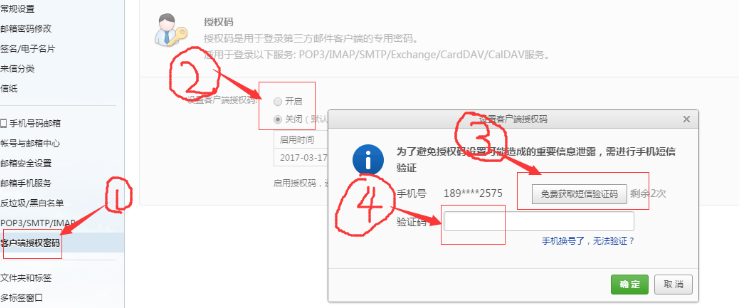 常规设置
邮箱密码修改
签名/电子名片
来信分类
信纸
手机号码邮箱
帐号与邮箱中心
邮箱安全设置
邮箱手机服务
反垃圾/黑白名单
POP3/SMTP/IMAP
客户端授权密码
文件夹和标签
多标签窗口
1
授权码
授权码是用于登录第三方邮件客户端的专用密码。
适用于登录以下服务: POP3/IMAP/SMTP/Exchange/CardDAV/CalDAV服务。
2
设置客户端授权码:
开启
关闭 ( 默认
启用时间
2017-03-17
启用授权码，
设置客户端授权码
3
为了避免授权码设置可能造成的重要信息泄露，需进行手机短信
验证
手机号 189****2575 免费获取短信验证码 剩余2次
4
验证码
手机换号了，无法验证？
确 定 取 消